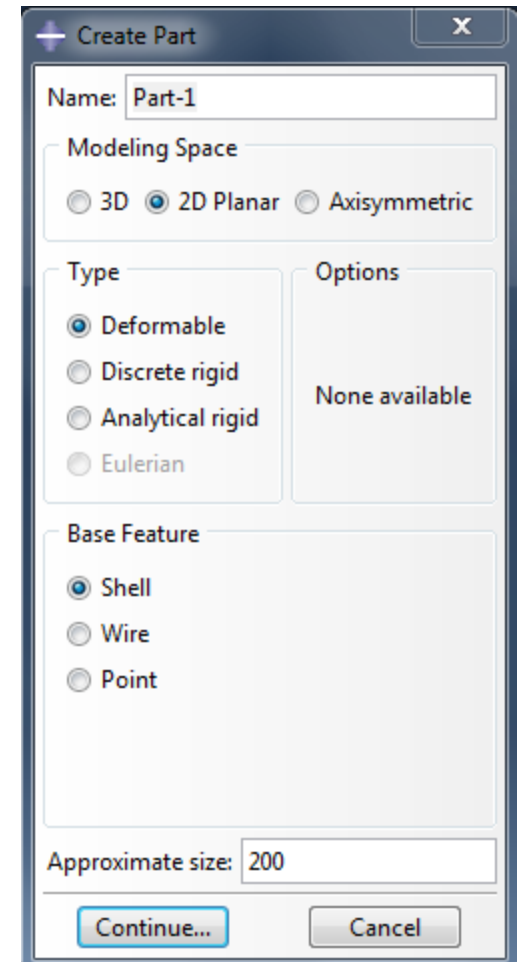 Create Part
x
Name: Part-1
Modeling Space
3D 2D Planar Axisymmetric
Type
Deformable
Discrete rigid
Analytical rigid
Eulerian
Options
None available
Base Feature
Shell
Wire
Point
Approximate size: 200
Continue... Cancel